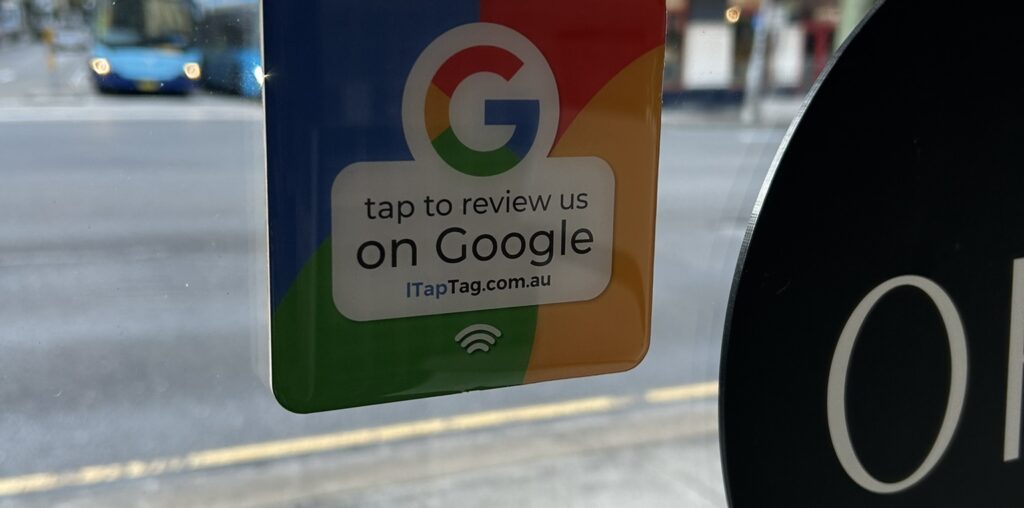 G
tap to review us
on Google
ITapTag.com.au
O